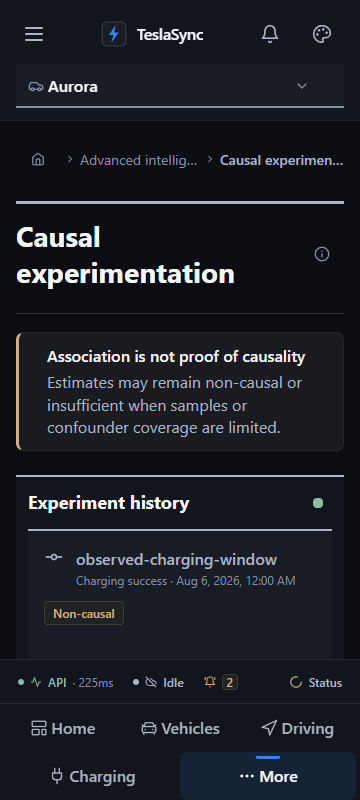 TeslaSync
Aurora
Advanced intellig... Causal experimen...
Causal
experimentation
Association is not proof of causality
Estimates may remain non-causal or
insufficient when samples or
confounder coverage are limited.
Experiment history
observed-charging-window
Charging success · Aug 6, 2026, 12:00 AM
Non-causal
API · 225ms Idle 2 Status
Home Vehicles Driving
Charging More